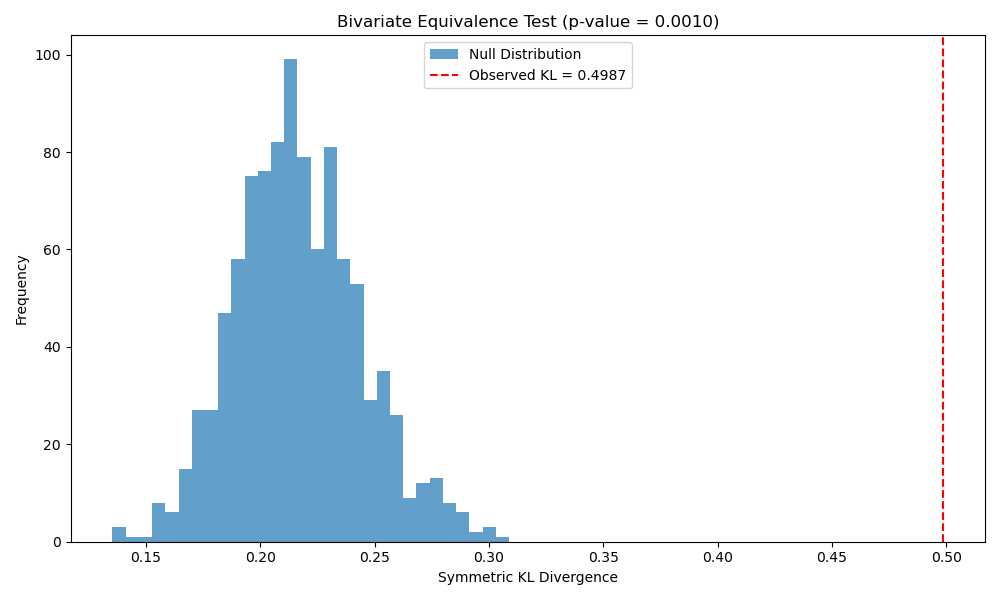 Bivariate Equivalence Test (p-value = 0.0010)
Null Distribution
Observed KL = 0.4987
Frequency
100
80
60
40
20
0
0.15 0.20 0.25 0.30 0.35 0.40 0.45 0.50
Symmetric KL Divergence